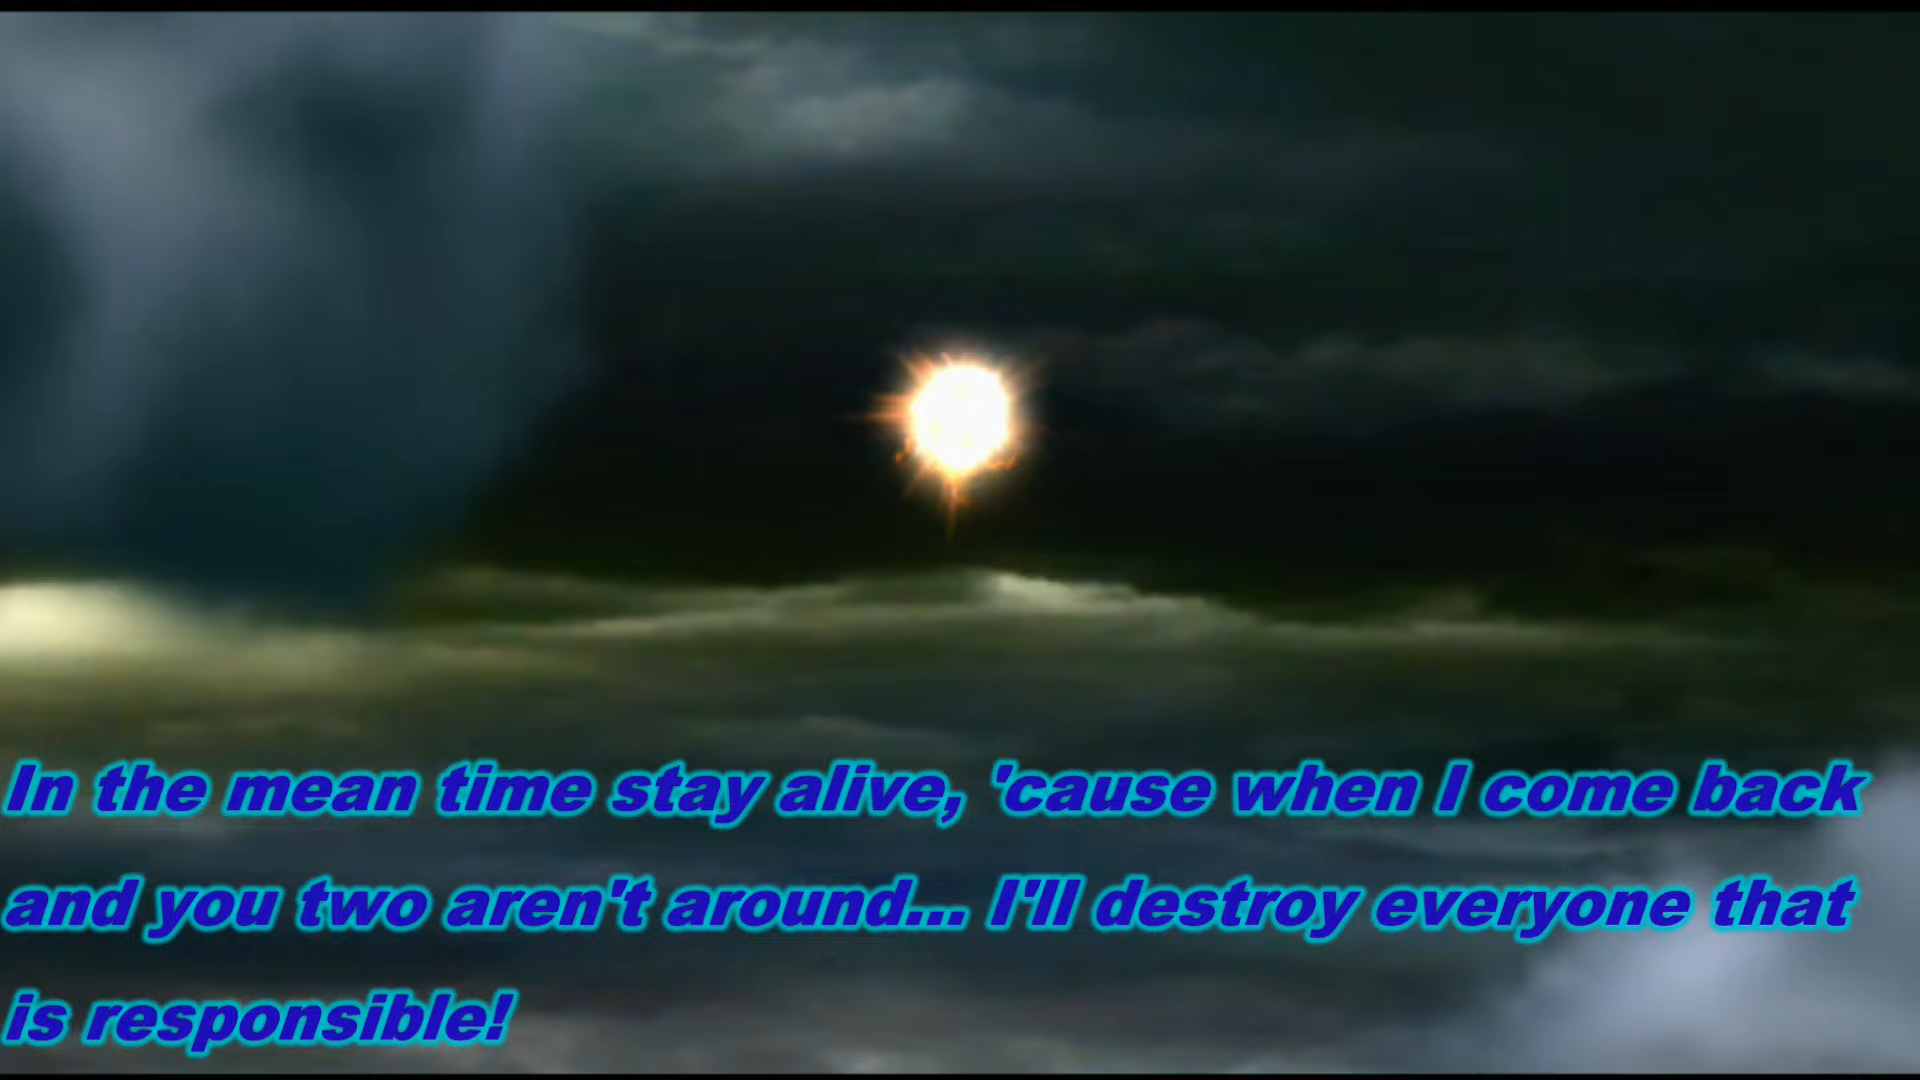 In the mean time stay alive, 'cause when I come back
and you two aren't around... I'll destroy everyone that
is responsible!